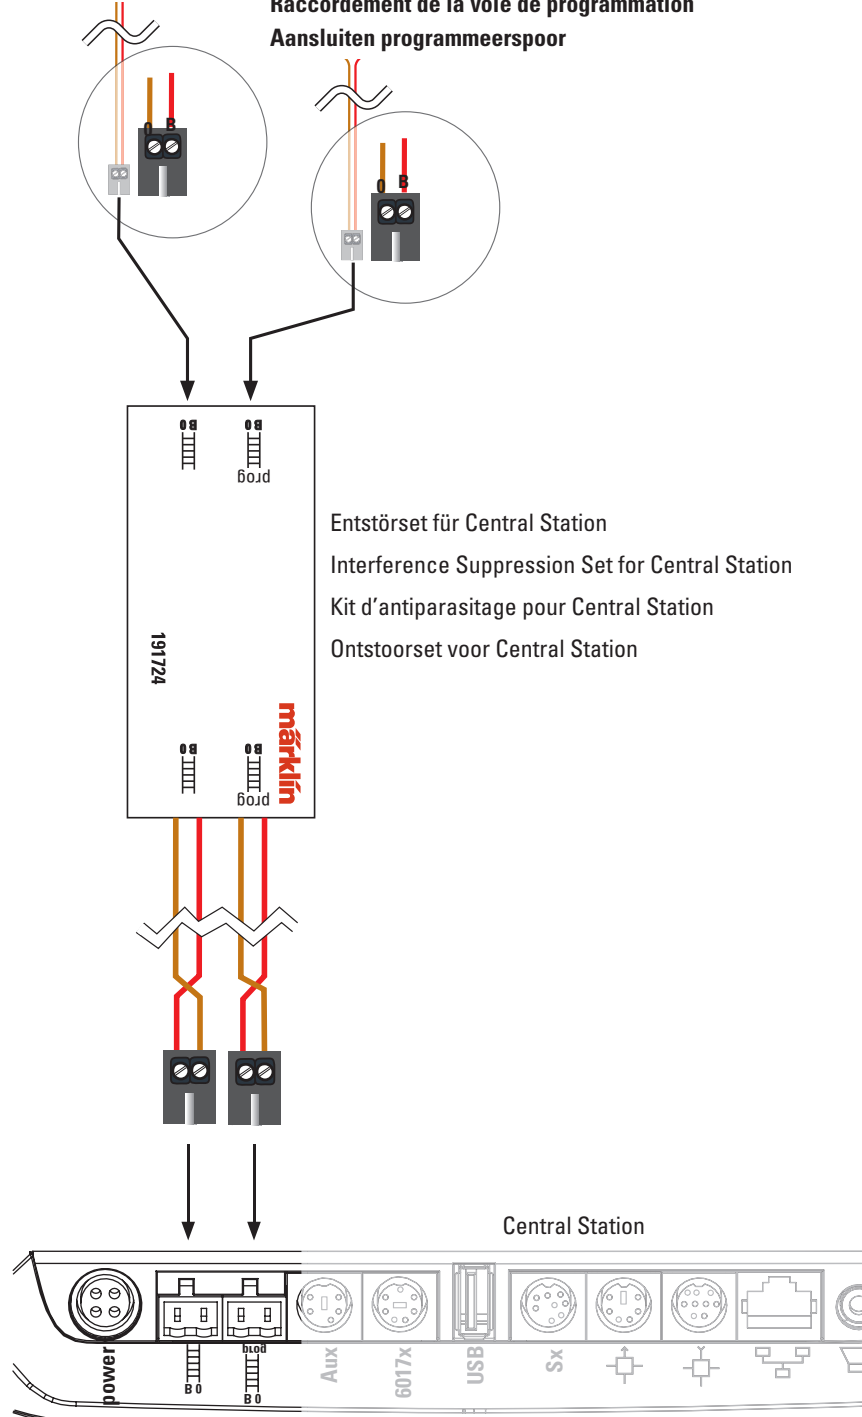 Raccordement de la voie de programmation
Aansluiten programmeerspoor
0 B
0 B
B 0
B 0
prog
Entstörset für Central Station
Interference Suppression Set for Central Station
Kit d’antiparasitage pour Central Station
Ontstoorset voor Central Station
191724
märklin
B 0
B 0
prog
Central Station
power
B 0
prog
B 0
Aux
6017x
USB
Sx